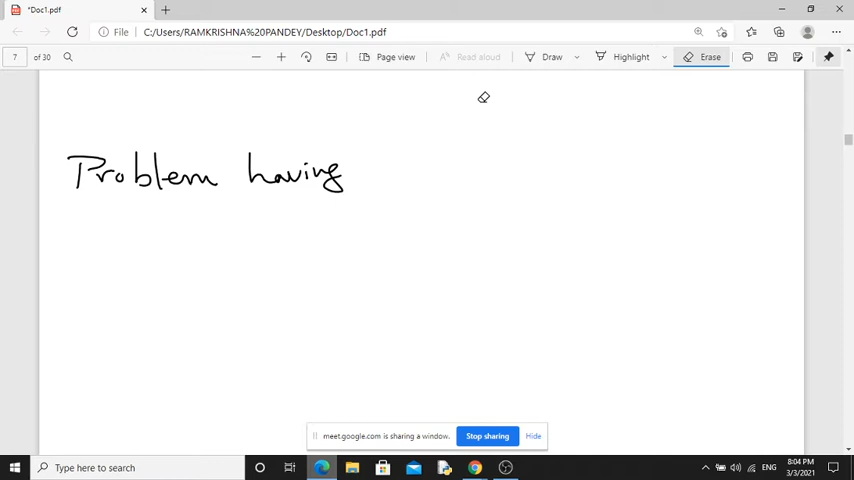 *Doc1.pdf
File C:/Users/RAMKRISHNA%20PANDEY/Desktop/Doc1.pdf
7 of 30 Page view Read aloud Draw Highlight Erase
Problem having
meet.google.com is sharing a window. Stop sharing Hide
Type here to search
ENG
8:04 PM
3/3/2021